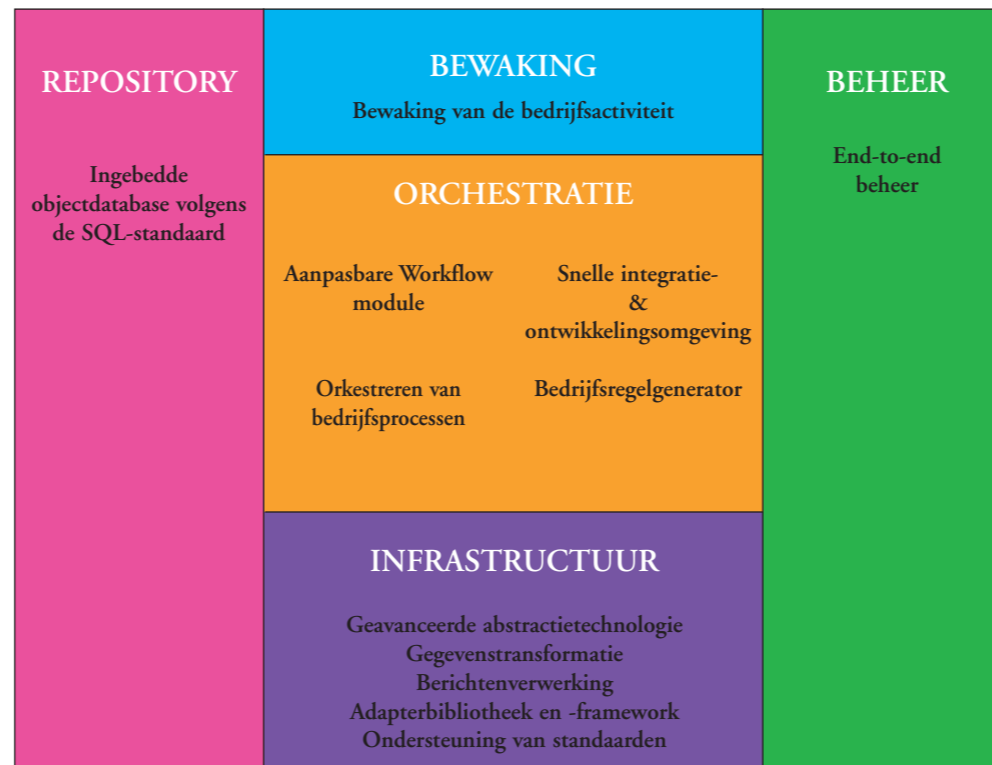 REPOSITORY
Ingebedde
objectdatabase volgens
de SQL-standaard
BEWAKING
Bewaking van de bedrijfsactiviteit
ORCHESTRATIE
Aanpasbare Workflow
module
Snelle integratie-
&
ontwikkelingsomgeving
Orkestreren van
bedrijfsprocessen
Bedrijfsregelgenerator
INFRASTRUCTUUR
Geavanceerde abstractietechnologie
Gegevenstransformatie
Berichtenverwerking
Adapterbibliotheek en -framework
Ondersteuning van standaarden
BEHEER
End-to-end
beheer